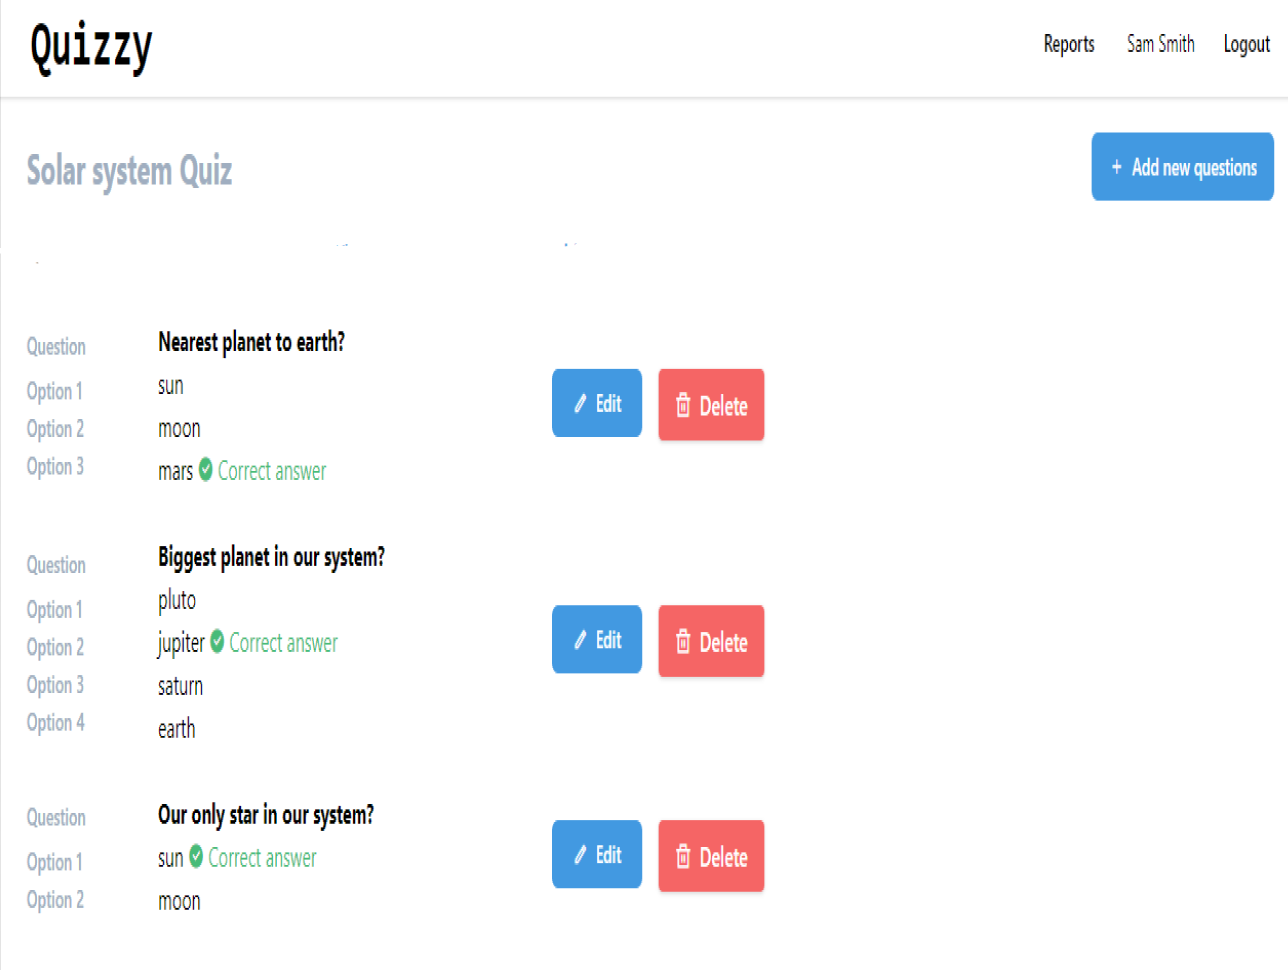 Quizzy
Reports Sam Smith Logout
Solar system Quiz
+ Add new questions
Question Nearest planet to earth?
Option 1 sun
Option 2 moon
Option 3 mars Correct answer
Edit Delete
Question Biggest planet in our system?
Option 1 pluto
Option 2 jupiter Correct answer
Option 3 saturn
Option 4 earth
Edit Delete
Question Our only star in our system?
Option 1 sun Correct answer
Option 2 moon
Edit Delete